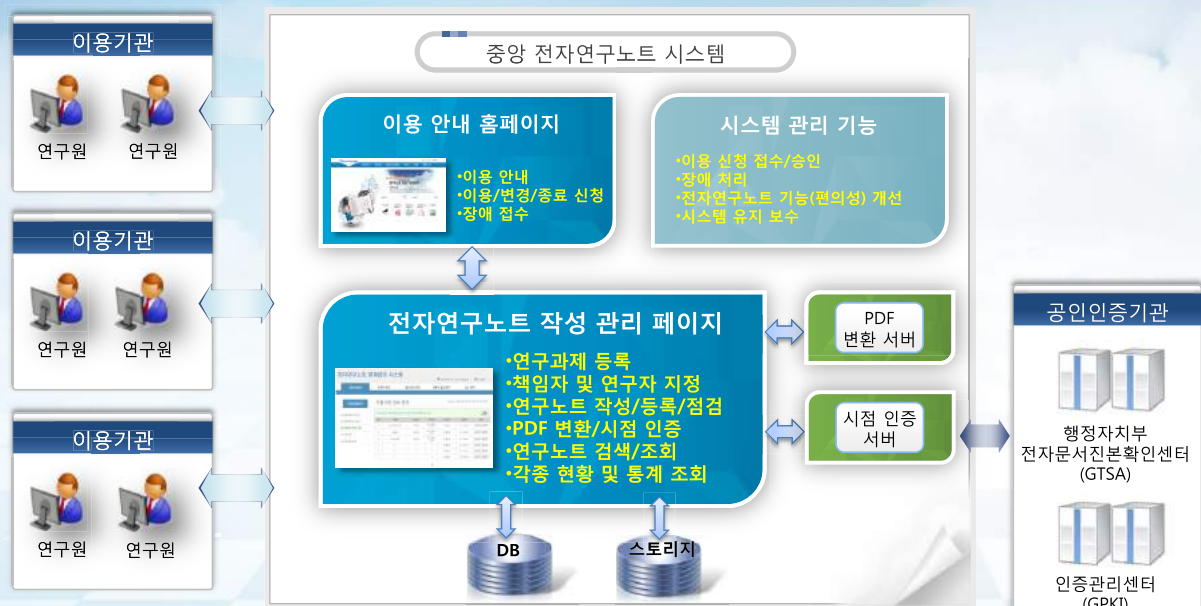 이용기관
연구원 연구원
이용기관
연구원 연구원
이용기관
연구원 연구원
중앙 전자연구노트 시스템
이용 안내 홈페이지
•이용 안내
•이용/변경/종료 신청
•장애 접수
시스템 관리 기능
•이용 신청 접수/승인
•장애 처리
•전자연구노트 기능(편의성) 개선
•시스템 유지 보수
전자연구노트 작성 관리 페이지
•연구과제 등록
•책임자 및 연구자 지정
•연구노트 작성/등록/점검
•PDF 변환/시점 인증
•연구노트 검색/조회
•각종 현황 및 통계 조회
PDF
변환 서버
시점 인증
서버
DB
스토리지
공인인증기관
행정자치부
전자문서진본확인센터
(GTSA)
인증관리센터
(GPKI)